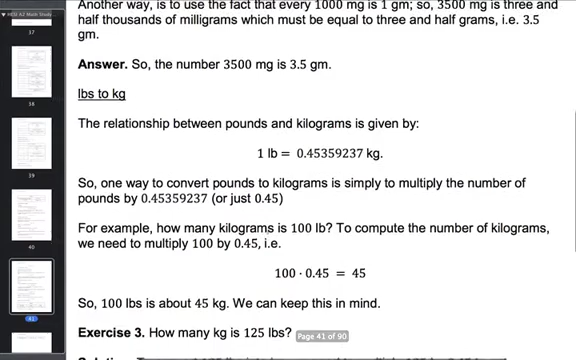 HESI A2 Math Study
Another way, is to use the fact that every 1000 mg is 1 gm; so, 3500 mg is three and
half thousands of milligrams which must be equal to three and half grams, i.e. 3.5
gm.
37
Answer. So, the number 3500 mg is 3.5 gm.
lbs to kg
38
The relationship between pounds and kilograms is given by:
1 lb = 0.45359237 kg.
39
So, one way to convert pounds to kilograms is simply to multiply the number of
pounds by 0.45359237 (or just 0.45)
For example, how many kilograms is 100 lb? To compute the number of kilograms,
we need to multiply 100 by 0.45, i.e.
40
100 · 0.45 = 45
So, 100 lbs is about 45 kg. We can keep this in mind.
41
Exercise 3. How many kg is 125 lbs?
Page 41 of 90